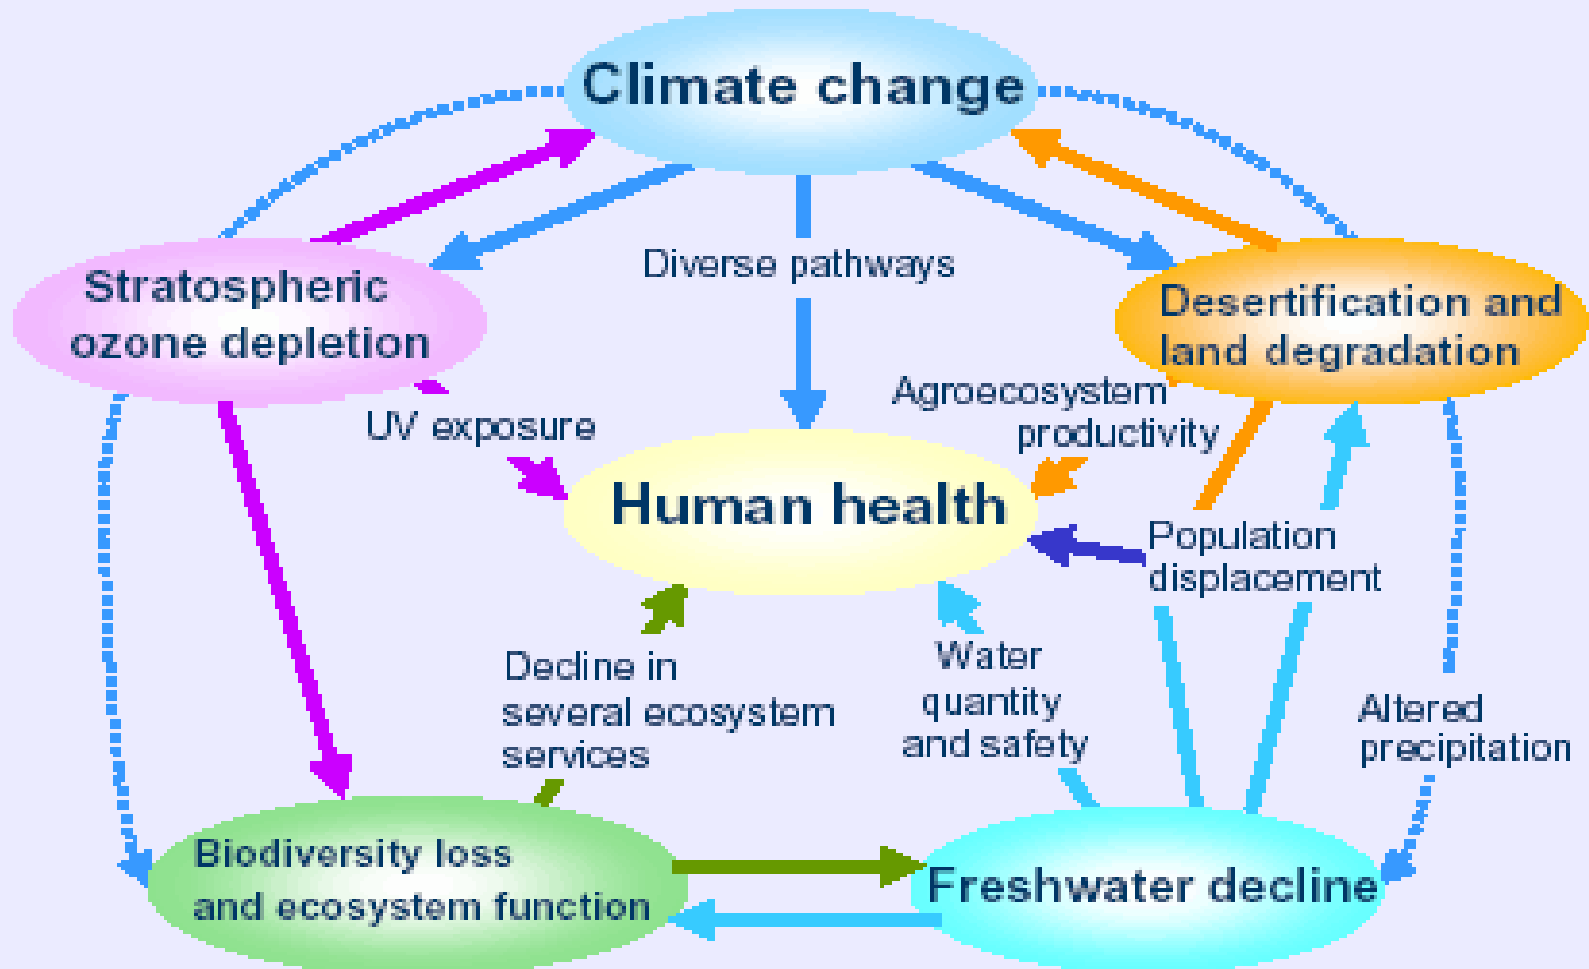 Climate change
Diverse pathways
Stratospheric
ozone depletion
Desertification and
land degradation
UV exposure
Agroecosystem
productivity
Human health
Population
displacement
Decline in
several ecosystem
services
Water
quantity
and safety
Altered
precipitation
Biodiversity loss
and ecosystem function
Freshwater decline